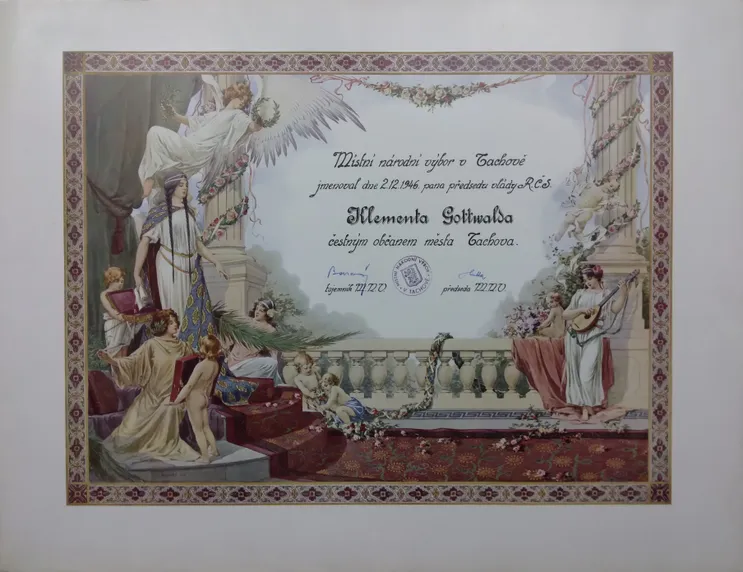 Místní národní výbor v Tachově
jmenoval dne 2.12.1946. pana předsedu vlády R.Č.S.
Klementa Gottwalda
čestným občanem města Tachova.
MÍSTNÍ NÁRODNÍ VÝBOR V TACHOVĚ
tajemník M.N.V. předseda M.N.V.